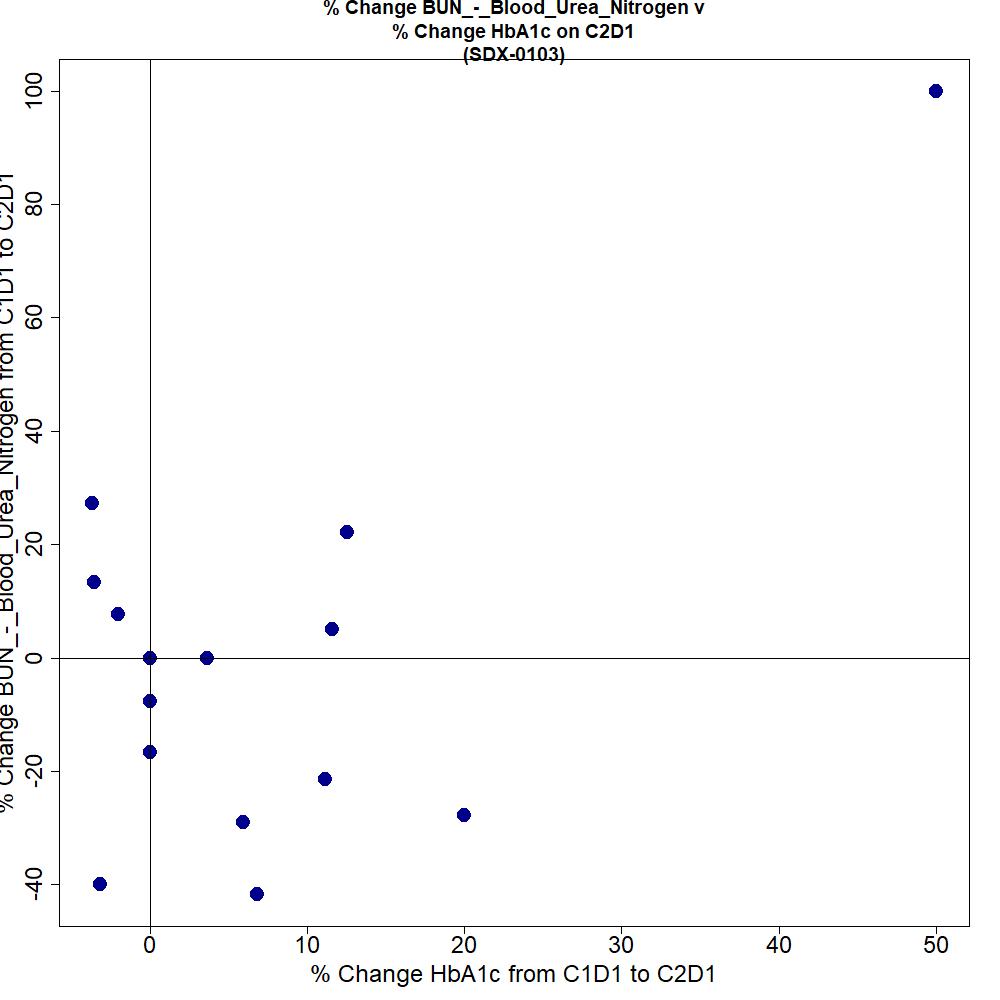 % Change BUN_-_Blood_Urea_Nitrogen v
% Change HbA1c on C2D1
(SDX-0103)
% Change BUN_-_Blood_Urea_Nitrogen from C1D1 to C2D1
100
80
60
40
20
0
-20
-40
0 10 20 30 40 50
% Change HbA1c from C1D1 to C2D1